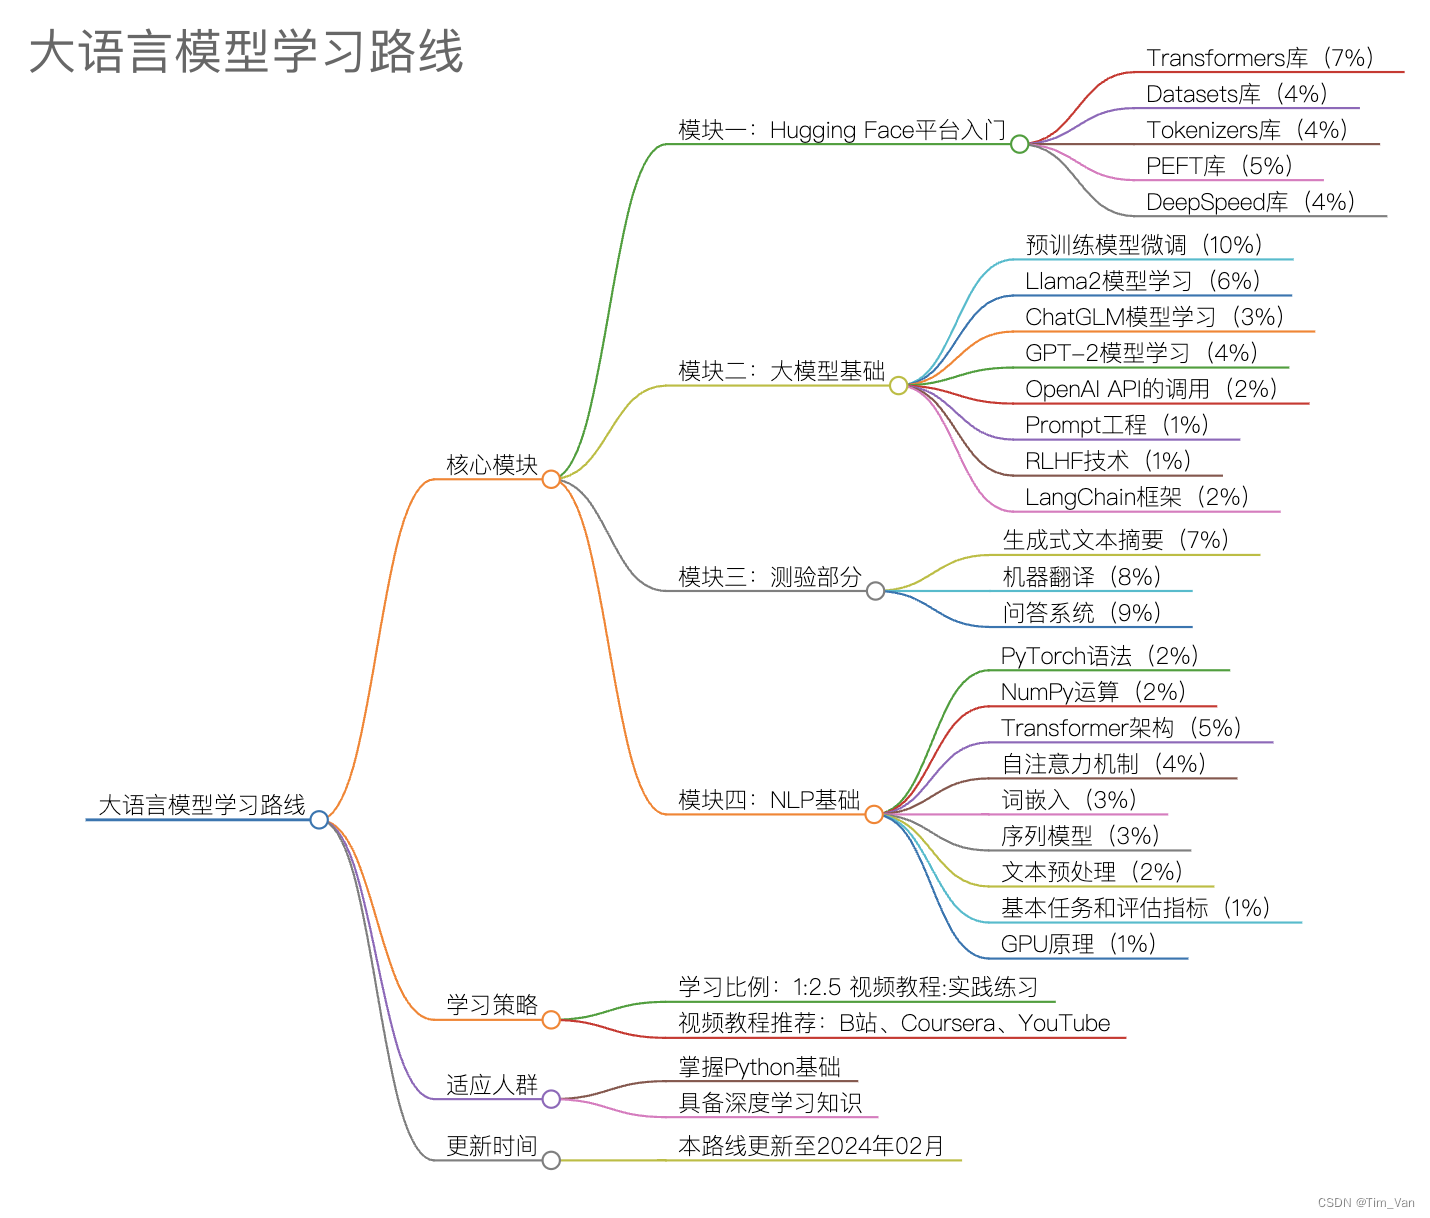 大语言模型学习路线
Transformers库（7%）
Datasets库（4%）
模块一：Hugging Face平台入门
Tokenizers库（4%）
PEFT库（5%）
DeepSpeed库（4%）
预训练模型微调（10%）
Llama2模型学习（6%）
ChatGLM模型学习（3%）
GPT-2模型学习（4%）
模块二：大模型基础
OpenAI API的调用（2%）
Prompt工程（1%）
RLHF技术（1%）
LangChain框架（2%）
核心模块
生成式文本摘要（7%）
模块三：测验部分
机器翻译（8%）
问答系统（9%）
PyTorch语法（2%）
NumPy运算（2%）
Transformer架构（5%）
自注意力机制（4%）
模块四：NLP基础
词嵌入（3%）
序列模型（3%）
文本预处理（2%）
基本任务和评估指标（1%）
GPU原理（1%）
大语言模型学习路线
学习策略
学习比例：1:2.5 视频教程:实践练习
视频教程推荐：B站、Coursera、YouTube
适应人群
掌握Python基础
具备深度学习知识
更新时间
本路线更新至2024年02月
CSDN @Tim_Van